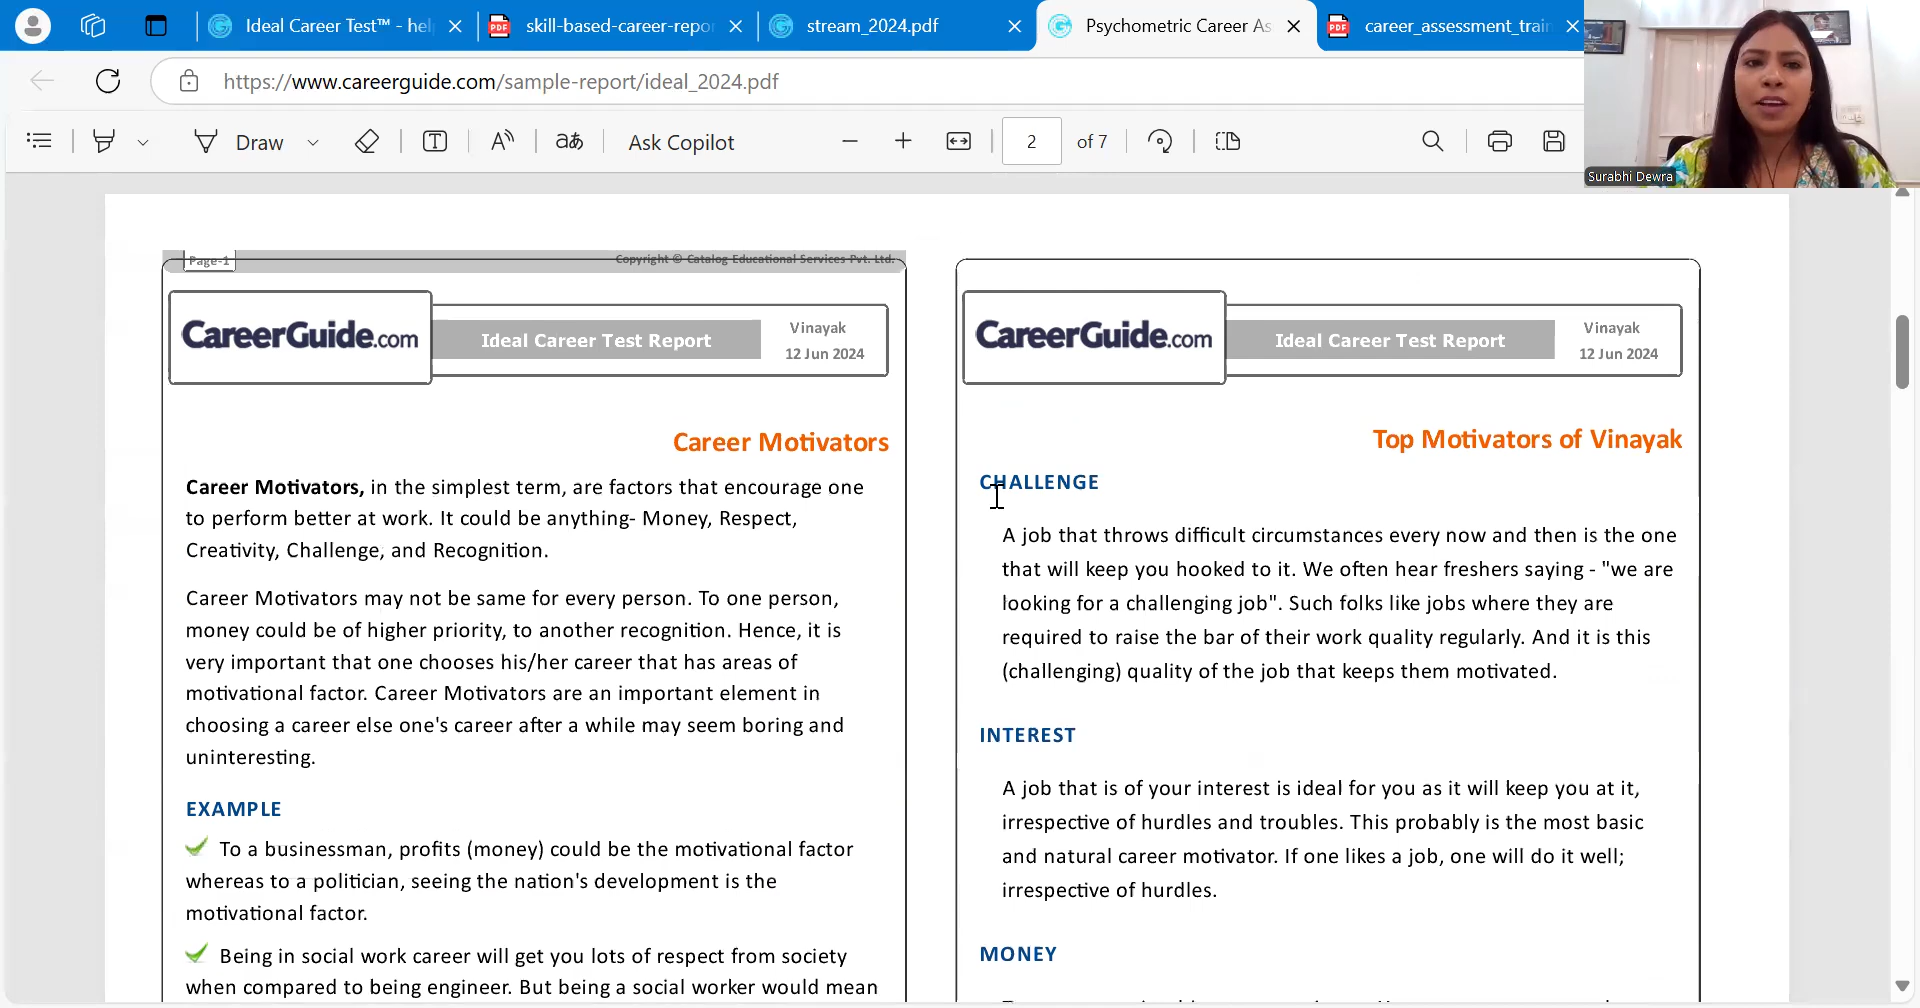 Ideal Career Test™ - hel
skill-based-career-repo
stream_2024.pdf
Psychometric Career As
career_assessment_train
https://www.careerguide.com/sample-report/ideal_2024.pdf
Draw
Ask Copilot
2
of 7
Surabhi Dewra
Page-1
Copyright © Catalog Educational Services Pvt. Ltd.
CareerGuide.com
Ideal Career Test Report
Vinayak
12 Jun 2024
Career Motivators
Career Motivators, in the simplest term, are factors that encourage one
to perform better at work. It could be anything- Money, Respect,
Creativity, Challenge, and Recognition.
Career Motivators may not be same for every person. To one person,
money could be of higher priority, to another recognition. Hence, it is
very important that one chooses his/her career that has areas of
motivational factor. Career Motivators are an important element in
choosing a career else one's career after a while may seem boring and
uninteresting.
EXAMPLE
To a businessman, profits (money) could be the motivational factor
whereas to a politician, seeing the nation's development is the
motivational factor.
Being in social work career will get you lots of respect from society
when compared to being engineer. But being a social worker would mean
CareerGuide.com
Ideal Career Test Report
Vinayak
12 Jun 2024
Top Motivators of Vinayak
CHALLENGE
A job that throws difficult circumstances every now and then is the one
that will keep you hooked to it. We often hear freshers saying - "we are
looking for a challenging job". Such folks like jobs where they are
required to raise the bar of their work quality regularly. And it is this
(challenging) quality of the job that keeps them motivated.
INTEREST
A job that is of your interest is ideal for you as it will keep you at it,
irrespective of hurdles and troubles. This probably is the most basic
and natural career motivator. If one likes a job, one will do it well;
irrespective of hurdles.
MONEY